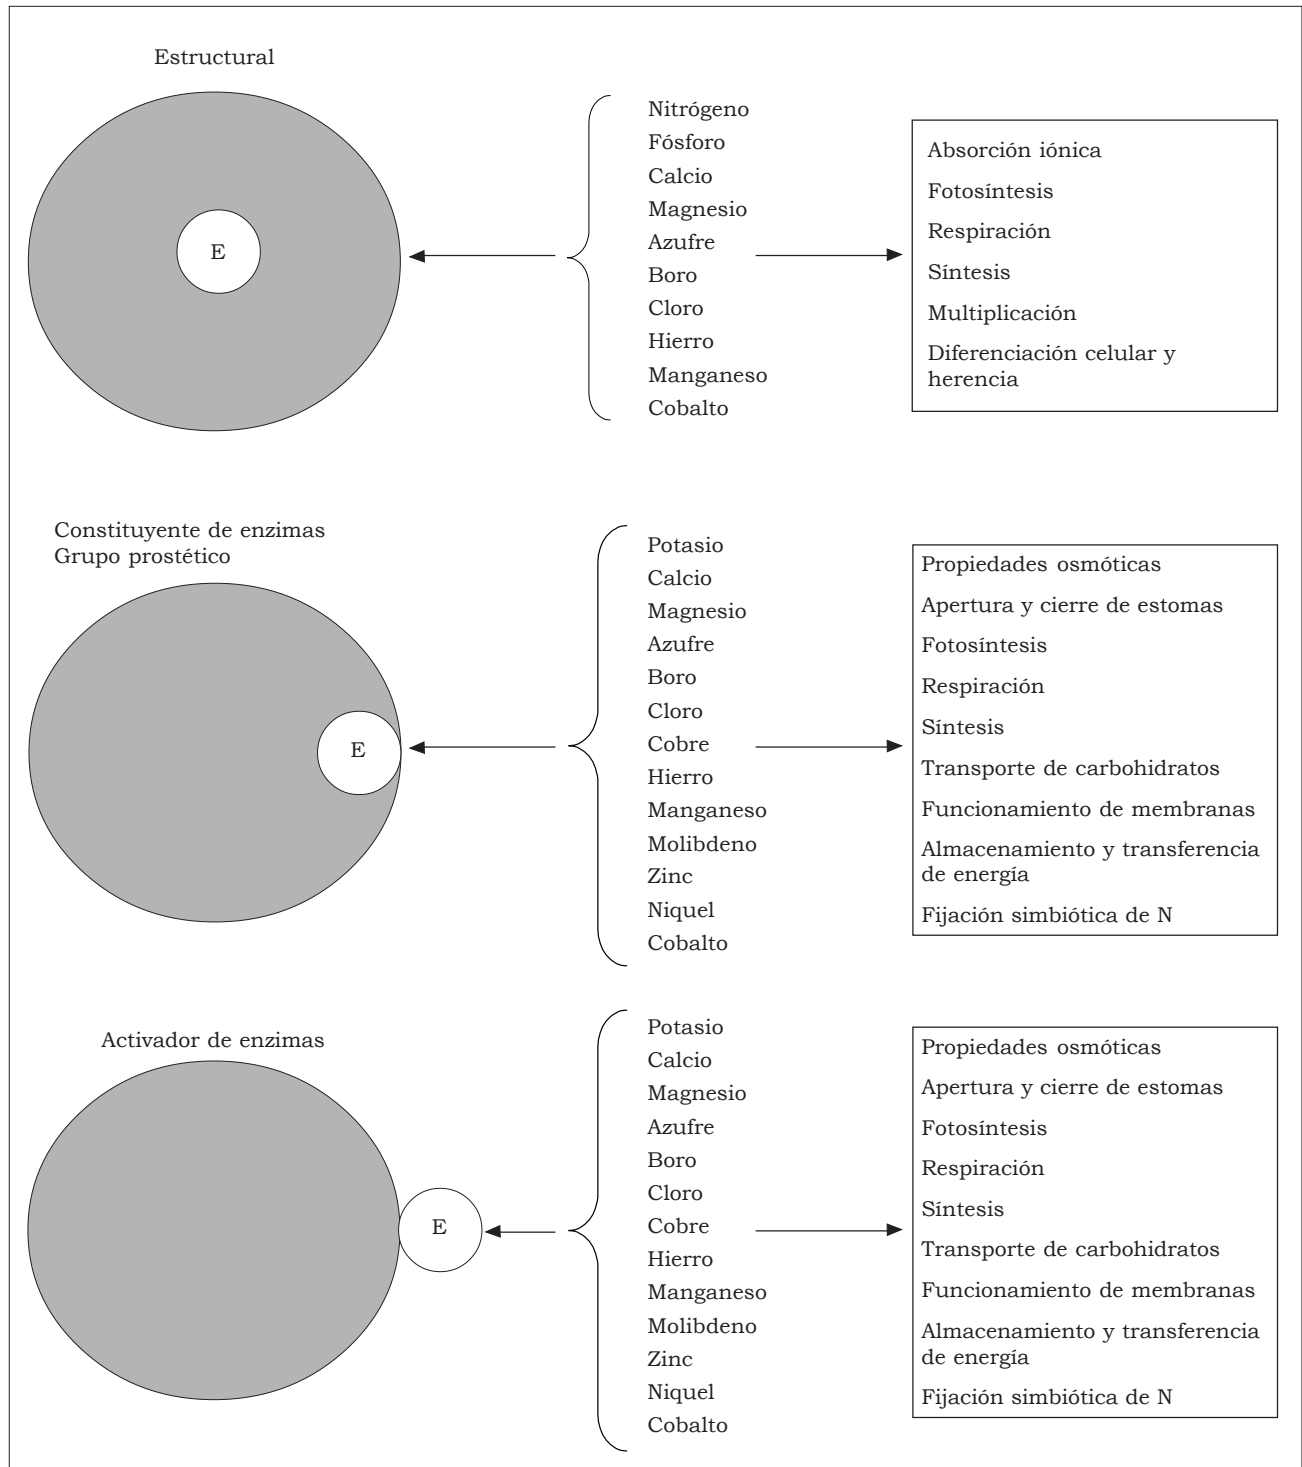 Estructural
E
Nitrógeno
Fósforo
Calcio
Magnesio
Azufre
Boro
Cloro
Hierro
Manganeso
Cobalto
Absorción iónica
Fotosíntesis
Respiración
Síntesis
Multiplicación
Diferenciación celular y
herencia
Constituyente de enzimas
Grupo prostético
E
Potasio
Calcio
Magnesio
Azufre
Boro
Cloro
Cobre
Hierro
Manganeso
Molibdeno
Zinc
Niquel
Cobalto
Propiedades osmóticas
Apertura y cierre de estomas
Fotosíntesis
Respiración
Síntesis
Transporte de carbohidratos
Funcionamiento de membranas
Almacenamiento y transferencia
de energía
Fijación simbiótica de N
Activador de enzimas
E
Potasio
Calcio
Magnesio
Azufre
Boro
Cloro
Cobre
Hierro
Manganeso
Molibdeno
Zinc
Niquel
Cobalto
Propiedades osmóticas
Apertura y cierre de estomas
Fotosíntesis
Respiración
Síntesis
Transporte de carbohidratos
Funcionamiento de membranas
Almacenamiento y transferencia
de energía
Fijación simbiótica de N